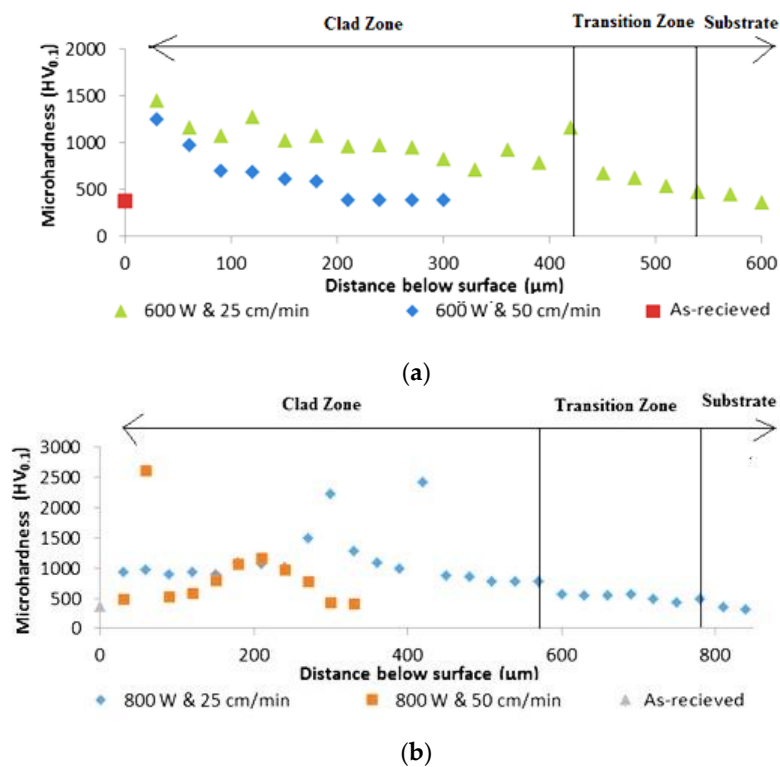 Clad Zone Transition Zone Substrate
Microhardness (HV0.1)
2000
1500
1000
500
0
0 100 200 300 400 500 600
Distance below surface (µm)
600 W & 25 cm/min 600 W & 50 cm/min As-recieved
(a)
Clad Zone Transition Zone Substrate
Microhardness (HV0.1)
3000
2500
2000
1500
1000
500
0
0 200 400 600 800
Distance below surface (µm)
800 W & 25 cm/min 800 W & 50 cm/min As-recieved
(b)